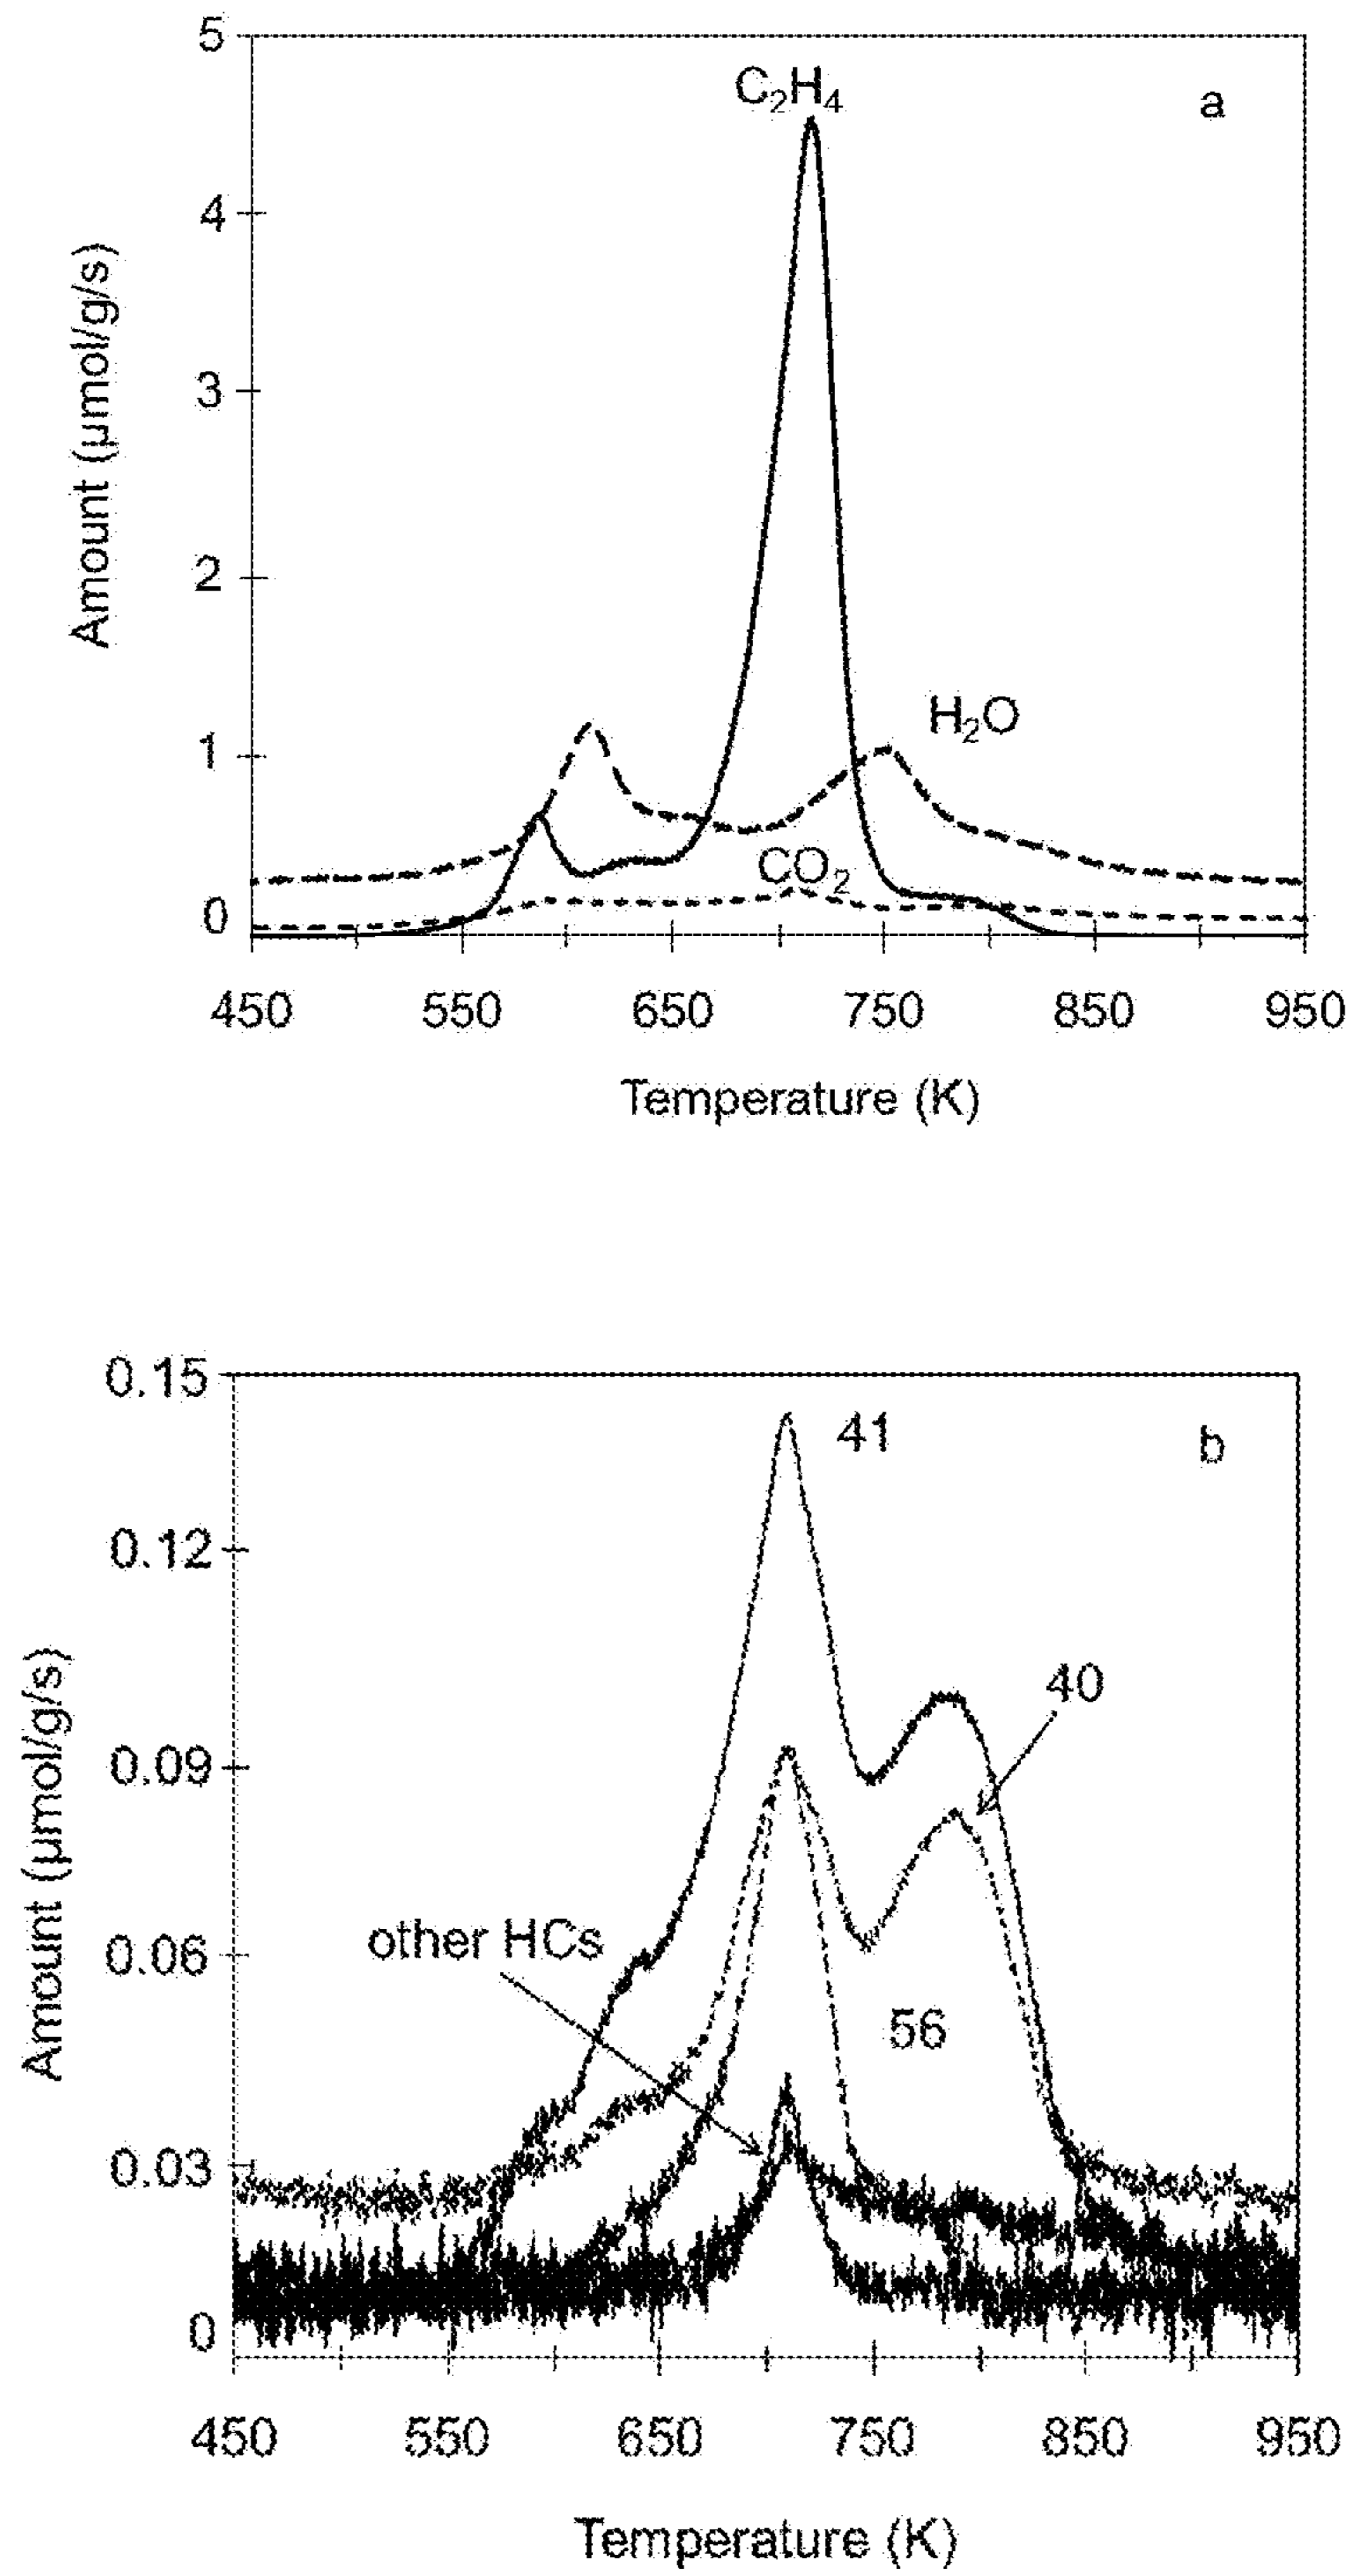 5
C₂H₄
a
4
3
2
H₂O
1
CO₂
0
Amount (µmol/g/s)
450 550 650 750 850 950
Temperature (K)
0.15
41
b
0.12
40
0.09
other HCs
0.06
56
0.03
0
Amount (µmol/g/s)
450 550 650 750 850 950
Temperature (K)